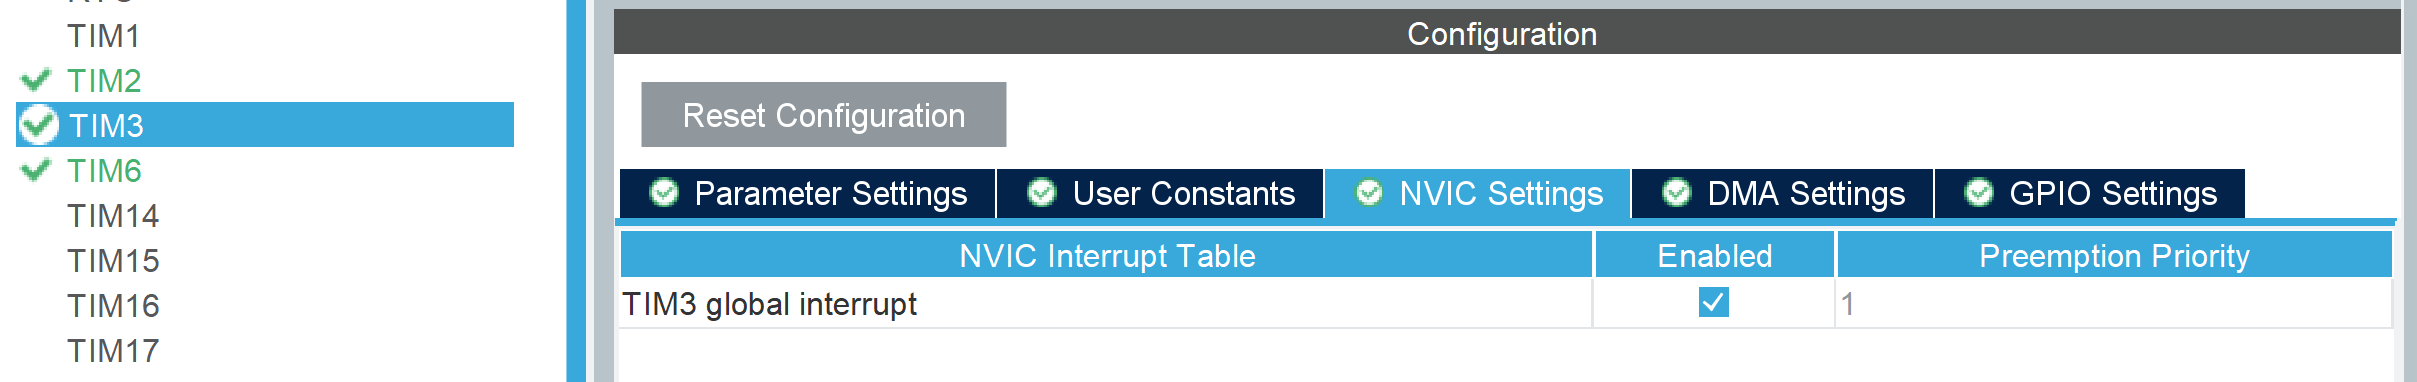 TIM1
TIM2
TIM3
TIM6
TIM14
TIM15
TIM16
TIM17
Configuration
Reset Configuration
Parameter Settings
User Constants
NVIC Settings
DMA Settings
GPIO Settings
NVIC Interrupt Table
Enabled
Preemption Priority
TIM3 global interrupt
1